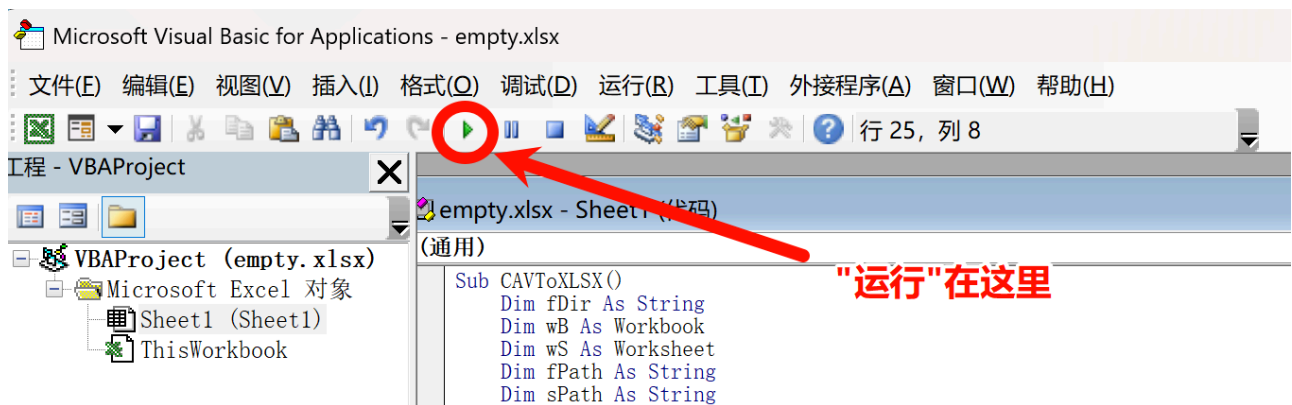 Microsoft Visual Basic for Applications - empty.xlsx
文件(F) 编辑(E) 视图(V) 插入(I) 格式(O) 调试(D) 运行(R) 工具(T) 外接程序(A) 窗口(W) 帮助(H)
行 25，列 8
工程 - VBAProject
empty.xlsx - Sheet1 (代码)
(通用)
VBAProject (empty.xlsx)
Microsoft Excel 对象
Sheet1 (Sheet1)
ThisWorkbook
Sub CAVToXLSX()
Dim fDir As String
Dim wB As Workbook
Dim wS As Worksheet
Dim fPath As String
Dim sPath As String
"运行"在这里